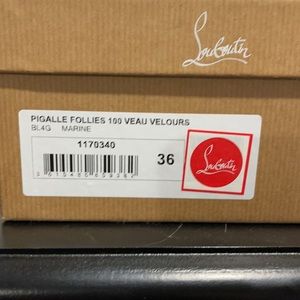 Louboutin
PIGALLE FOLLIES 100 VEAU VELOURS
BL4G MARINE
1170340
36
Louboutin